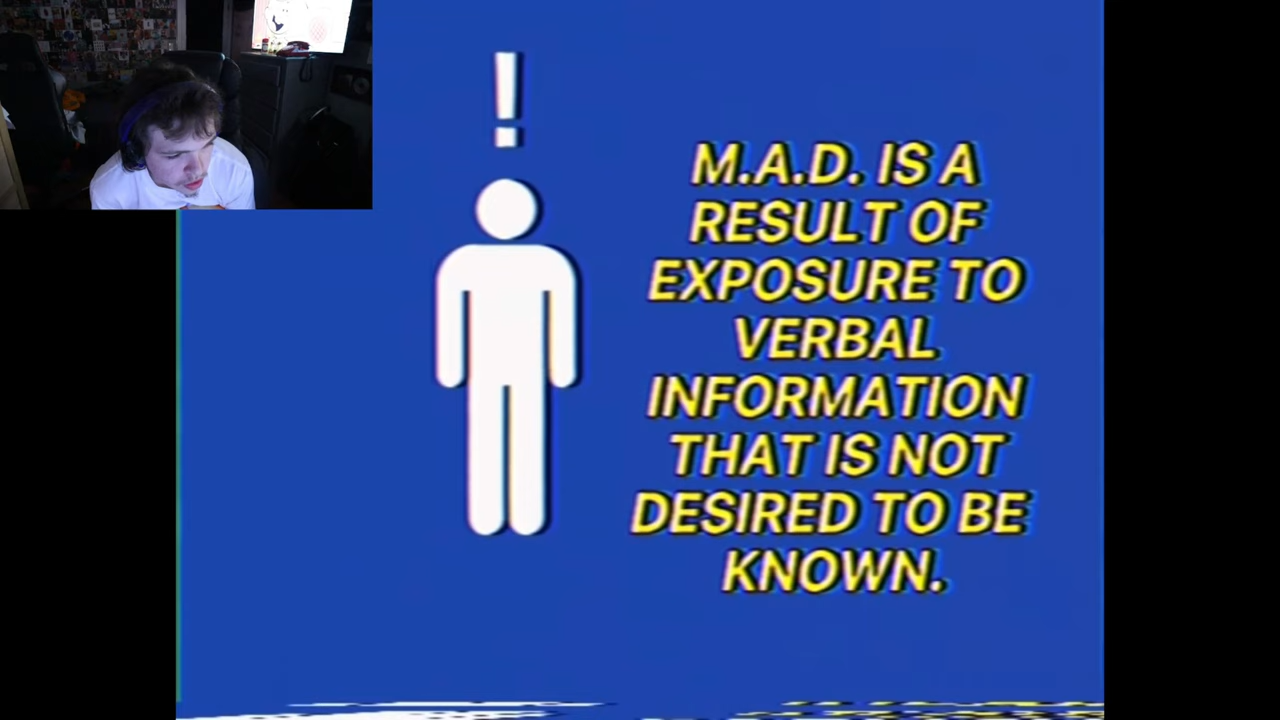 !
M.A.D. IS A
RESULT OF
EXPOSURE TO
VERBAL
INFORMATION
THAT IS NOT
DESIRED TO BE
KNOWN.